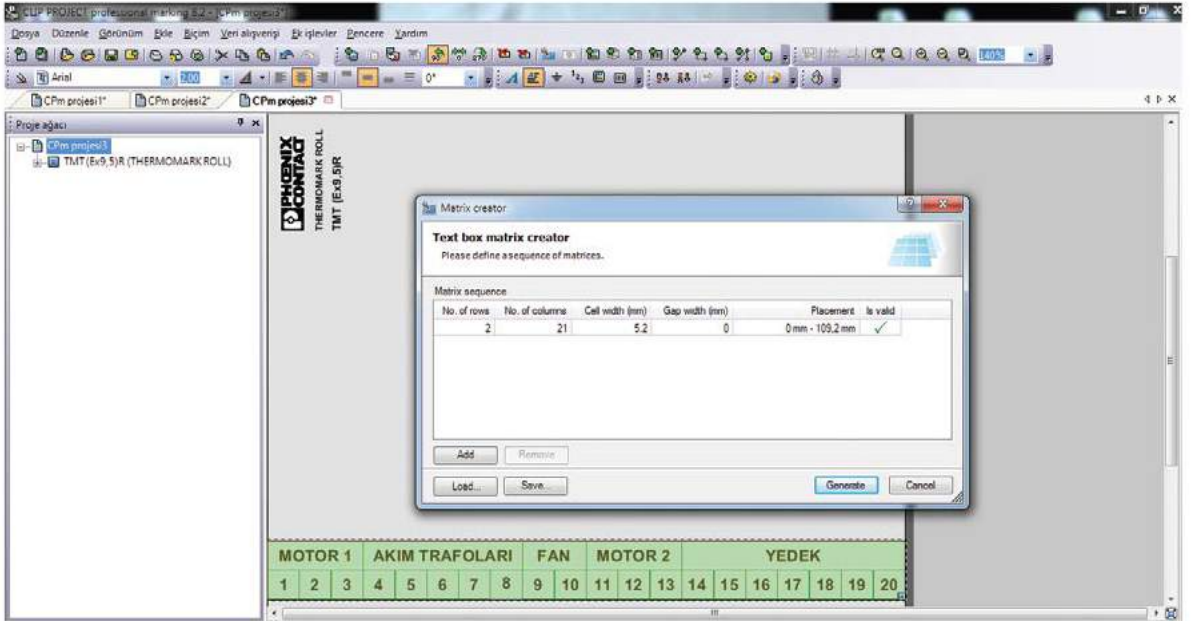 CLIP PROJECT professional marking 8.2 - [CPm projesi3*]
Dosya Düzenle Görünüm Ekle Biçim Veri alışverişi Ek işlevler Pencere Yardım
140%
Arial 2,00 0°
CPm projesi1* CPm projesi2* CPm projesi3*
Proje ağacı
CPm projesi3
TMT (Ex9,5)R (THERMOMARK ROLL)
PHOENIX
CONTACT
THERMOMARK ROLL
TMT (Ex9,5)R
Matrix creator
Text box matrix creator
Please define a sequence of matrices.
Matrix sequence
No. of rows No. of columns Cell width (mm) Gap width (mm) Placement Is valid
2 21 5.2 0 0 mm - 109,2 mm
Add Remove
Load... Save... Generate Cancel
MOTOR 1 AKIM TRAFOLARI FAN MOTOR 2 YEDEK
1 2 3 4 5 6 7 8 9 10 11 12 13 14 15 16 17 18 19 20